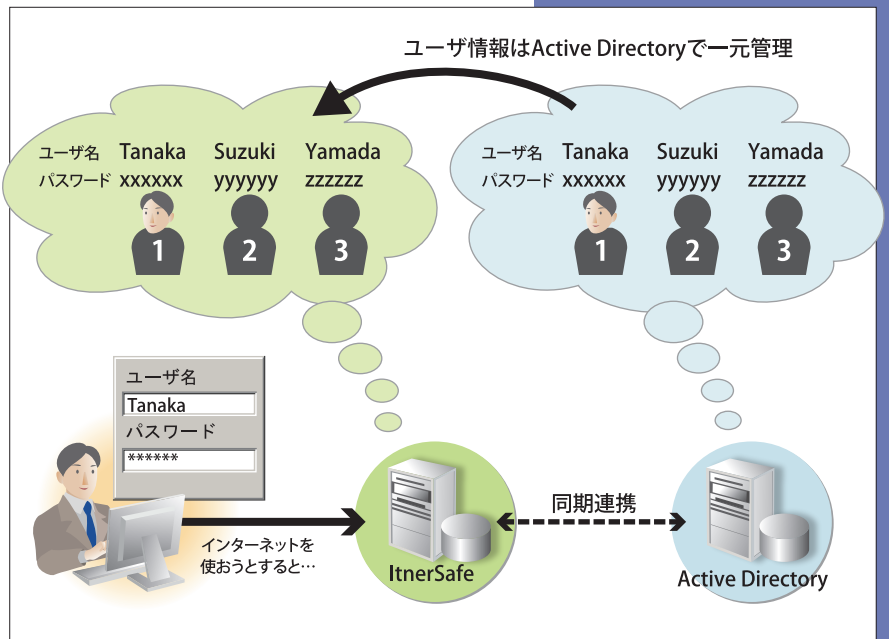 ユーザ情報はActive Directoryで一元管理
ユーザ名 Tanaka Suzuki Yamada
パスワード xxxxxx yyyyyy zzzzzz
1 2 3
ユーザ名 Tanaka Suzuki Yamada
パスワード xxxxxx yyyyyy zzzzzz
1 2 3
ユーザ名
Tanaka
パスワード
******
インターネットを
使おうとすると…
ItnerSafe
同期連携
Active Directory